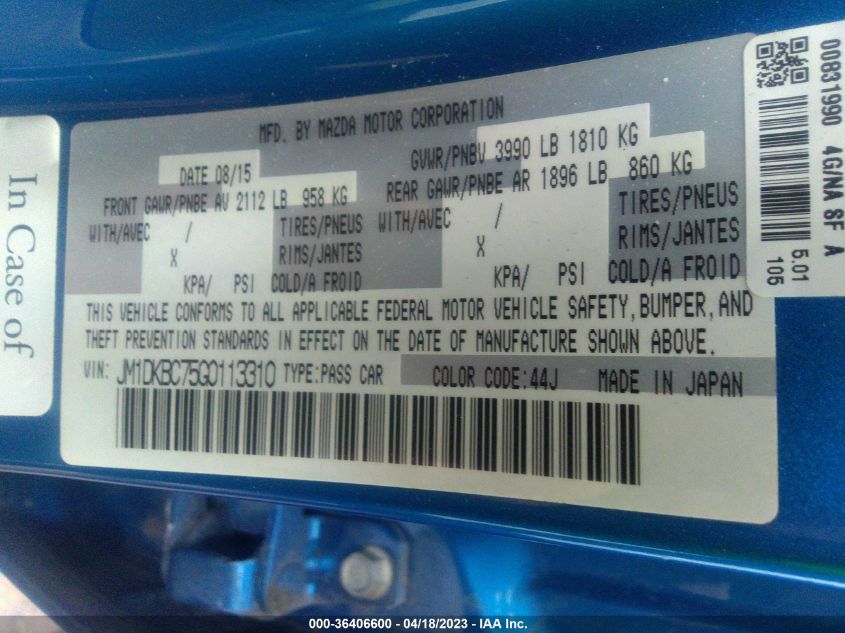 MFD. BY MAZDA MOTOR CORPORATION
DATE 08/15
GVWR/PNBV 3990 LB 1810 KG
FRONT GAWR/PNBE AV 2112 LB 958 KG
REAR GAWR/PNBE AR 1896 LB 860 KG
WITH/AVEC / TIRES/PNEUS
WITH/AVEC / TIRES/PNEUS
X RIMS/JANTES
X RIMS/JANTES
KPA/ PSI COLD/A FROID
KPA/ PSI COLD/A FROID
THIS VEHICLE CONFORMS TO ALL APPLICABLE FEDERAL MOTOR VEHICLE SAFETY, BUMPER, AND
THEFT PREVENTION STANDARDS IN EFFECT ON THE DATE OF MANUFACTURE SHOWN ABOVE.
VIN: JM1DKBC75G0113310 TYPE:PASS CAR COLOR CODE:44J MADE IN JAPAN
In Case of
00831990 4G/NA SF A
5.01
105
000-36406600 - 04/18/2023 - IAA Inc.